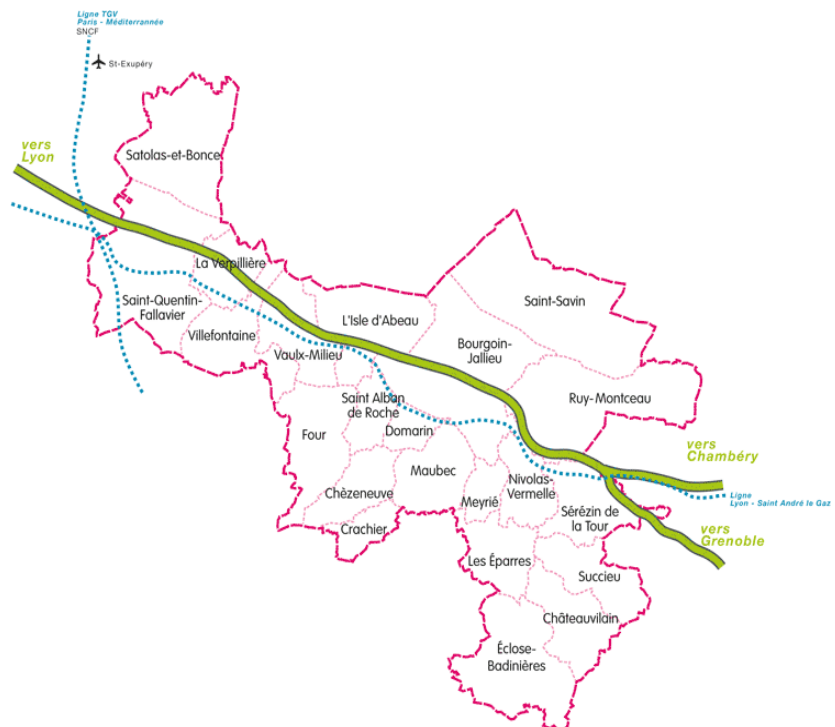 Ligne TGV
Paris - Méditerrannée
SNCF
St-Exupéry
vers
Lyon
Satolas-et-Bonce
La Verpillière
Saint-Quentin-
Fallavier
Villefontaine
L'Isle d'Abeau
Saint-Savin
Bourgoin-
Jallieu
Vaulx-Milieu
Ruy-Montceau
Saint Alban
de Roche
Four
Domarin
vers
Chambéry
Maubec
Nivolas-
Vermelle
Chèzeneuve
Meyrié
Ligne
Lyon - Saint André le Gaz
Sérézin de
la Tour
Crachier
vers
Grenoble
Les Éparres
Succieu
Châteauvilain
Éclose-
Badinières